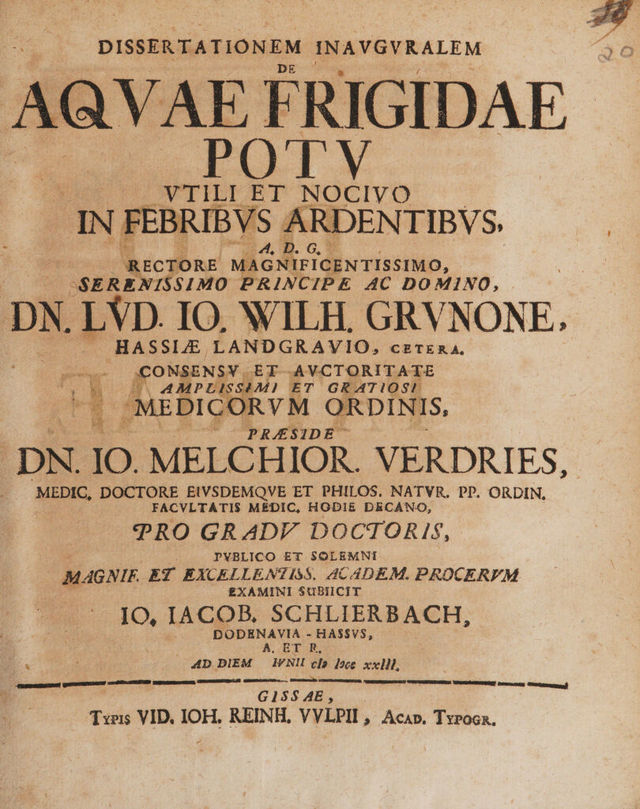 20
DISSERTATIONEM INAVGVRALEM
DE
AQVAE FRIGIDAE
POTV
VTILI ET NOCIVO
IN FEBRIBVS ARDENTIBVS,
A. D. G.
RECTORE MAGNIFICENTISSIMO,
SERENISSIMO PRINCIPE AC DOMINO,
DN. LVD. IO. WILH. GRVNONE,
HASSIÆ LANDGRAVIO, CETERA.
CONSENSV ET AVCTORITATE
AMPLISSIMI ET GRATIOSI
MEDICORVM ORDINIS,
PRÆSIDE
DN. IO. MELCHIOR. VERDRIES,
MEDIC. DOCTORE EIVSDEMQVE ET PHILOS. NATVR. PP. ORDIN.
FACVLTATIS MEDIC. HODIE DECANO,
PRO GRADV DOCTORIS,
PVBLICO ET SOLEMNI
MAGNIF. ET EXCELLENTISS. ACADEM. PROCERVM
EXAMINI SUBIICIT
IO. IACOB. SCHLIERBACH,
DODENAVIA-HASSVS,
A. ET R.
AD DIEM IVNII cIɔ Iɔcc xxIII.
GISSAE,
TYPIS VID. IOH. REINH. VVLPII, ACAD. TYPOGR.